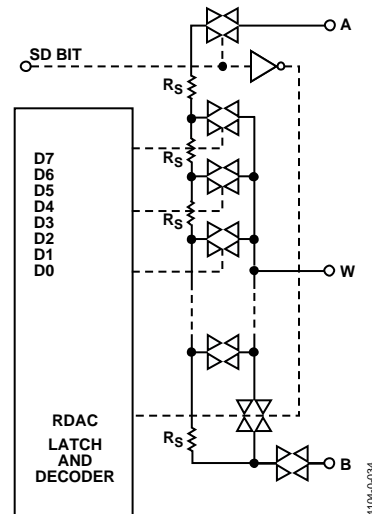 A
SD BIT
RS
D7
D6
D5
D4
D3
D2
D1
D0
RS
RS
W
RDAC
LATCH
AND
DECODER
RS
B